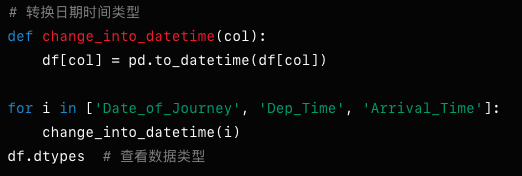 # 转换日期时间类型
def change_into_datetime(col):
    df[col] = pd.to_datetime(df[col])
for i in ['Date_of_Journey', 'Dep_Time', 'Arrival_Time']:
    change_into_datetime(i)
df.dtypes  # 查看数据类型